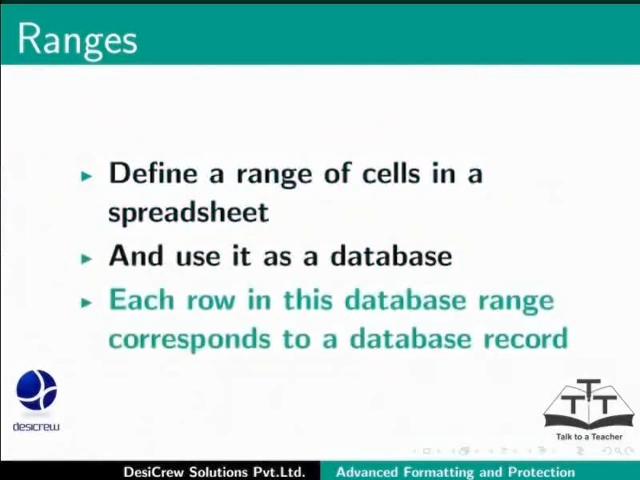 Ranges
Define a range of cells in a
spreadsheet
And use it as a database
Each row in this database range
corresponds to a database record
desicrew
TTT
Talk to a Teacher
DesiCrew Solutions Pvt.Ltd. Advanced Formatting and Protection